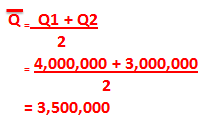 Q̅ = Q1 + Q2
2
= 4,000,000 + 3,000,000
2
= 3,500,000